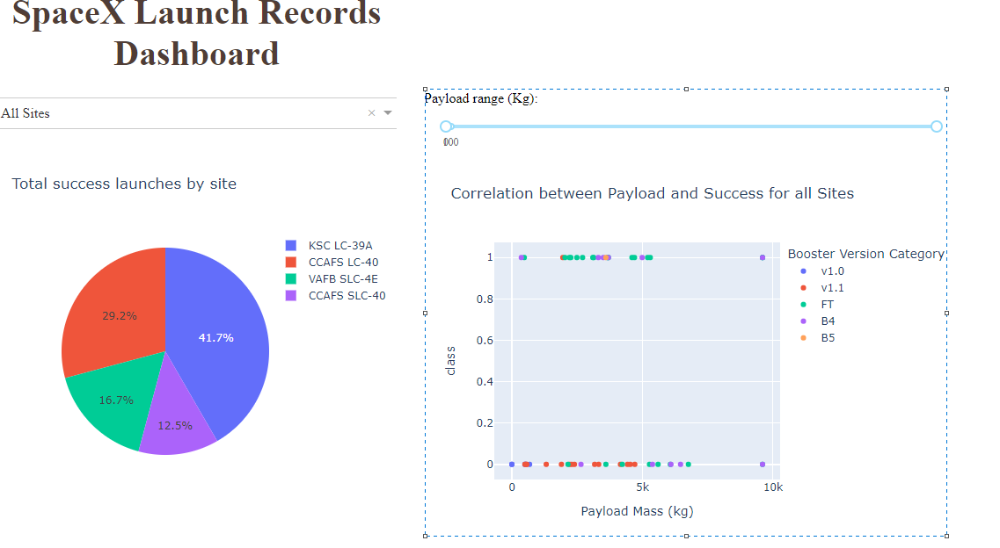 SpaceX Launch Records
Dashboard
All Sites
Total success launches by site
KSC LC-39A
CCAFS LC-40
VAFB SLC-4E
CCAFS SLC-40
41.7%
29.2%
16.7%
12.5%
Payload range (Kg):
Correlation between Payload and Success for all Sites
Booster Version Category
v1.0
v1.1
FT
B4
B5
class
1
0.8
0.6
0.4
0.2
0
0
5k
10k
Payload Mass (kg)